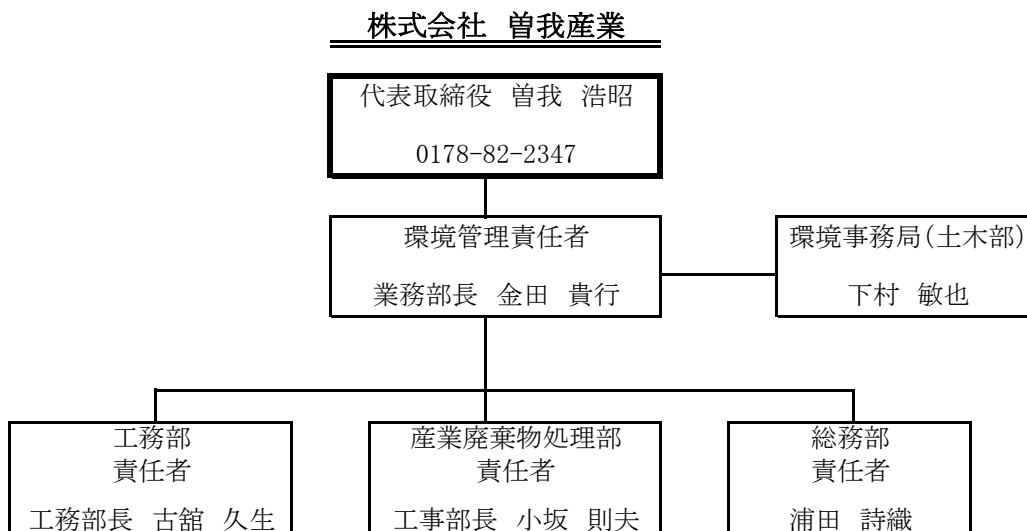 株式会社 曽我産業
代表取締役 曽我 浩昭
0178-82-2347
環境管理責任者
業務部長 金田 貴行
環境事務局(土木部)
下村 敏也
工務部
責任者
工務部長 古舘 久生
産業廃棄物処理部
責任者
工事部長 小坂 則夫
総務部
責任者
浦田 詩織